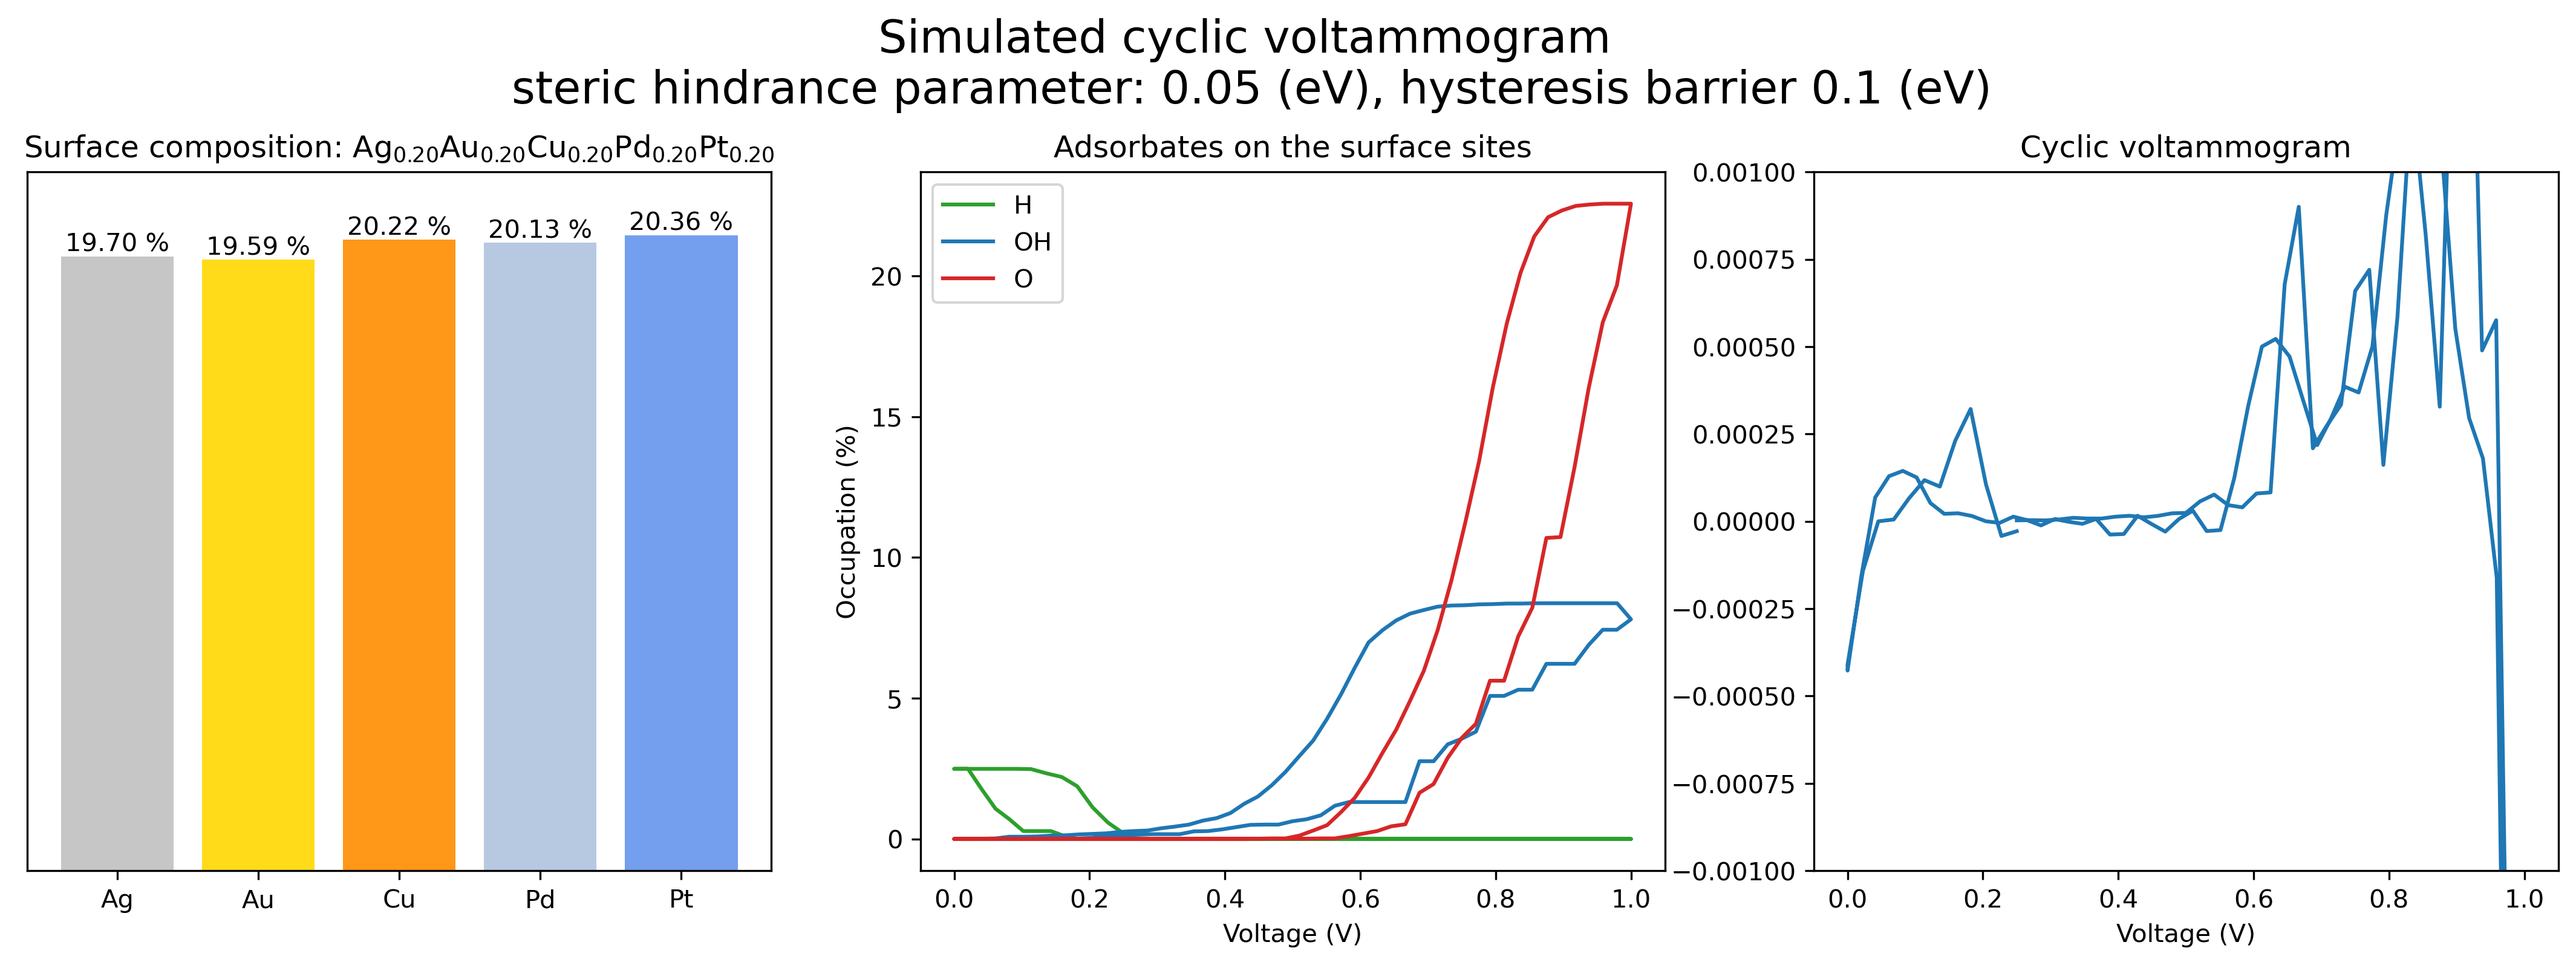 Simulated cyclic voltammogram
steric hindrance parameter: 0.05 (eV), hysteresis barrier 0.1 (eV)
Surface composition: Ag0.20Au0.20Cu0.20Pd0.20Pt0.20
19.70 %
19.59 %
20.22 %
20.13 %
20.36 %
Ag
Au
Cu
Pd
Pt
Adsorbates on the surface sites
H
OH
O
Occupation (%)
20
15
10
5
0
0.0
0.2
0.4
0.6
0.8
1.0
Voltage (V)
Cyclic voltammogram
0.00100
0.00075
0.00050
0.00025
0.00000
−0.00025
−0.00050
−0.00075
−0.00100
0.0
0.2
0.4
0.6
0.8
1.0
Voltage (V)